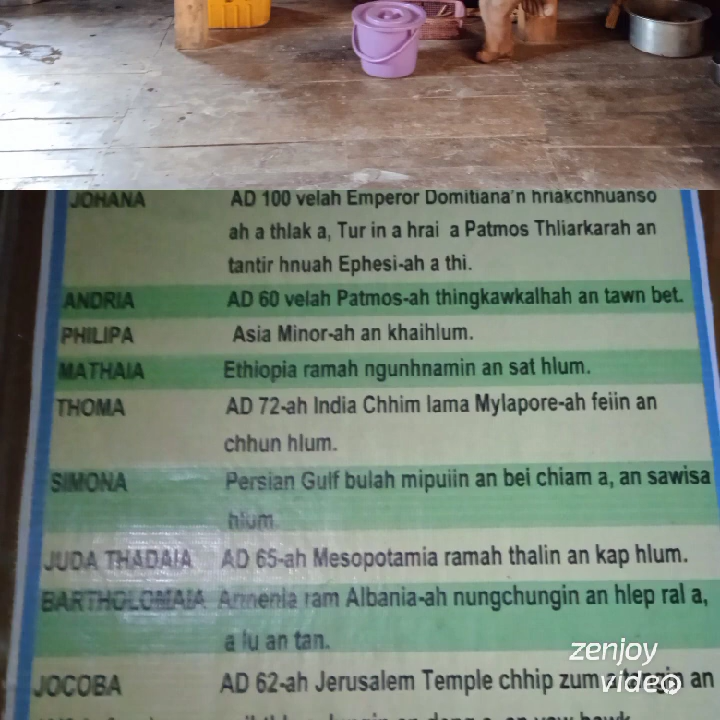 JOHANA AD 100 velah Emperor Domitiana'n hriakchhuanso
ah a thlak a, Tur in a hrai a Patmos Thliarkarah an
tantir hnuah Ephesi-ah a thi.
ANDRIA AD 60 velah Patmos-ah thingkawkalhah an tawn bet.
PHILIPA Asia Minor-ah an khaihlum.
MATHAIA Ethiopia ramah ngunhnamin an sat hlum.
THOMA AD 72-ah India Chhim lama Mylapore-ah feiin an
chhun hlum.
SIMONA Persian Gulf bulah mipuiin an bei chiam a, an sawisa
hlum.
JUDA THADAIA AD 65-ah Mesopotamia ramah thalin an kap hlum.
BARTHOLOMAIA Armenia ram Albania-ah nungchungin an hlep ral a,
a lu an tan.
JOCOBA AD 62-ah Jerusalem Temple chhip zum an
zenjoy
video